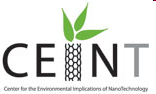 CEINT
Center for the Environmental Implications of NanoTechnology